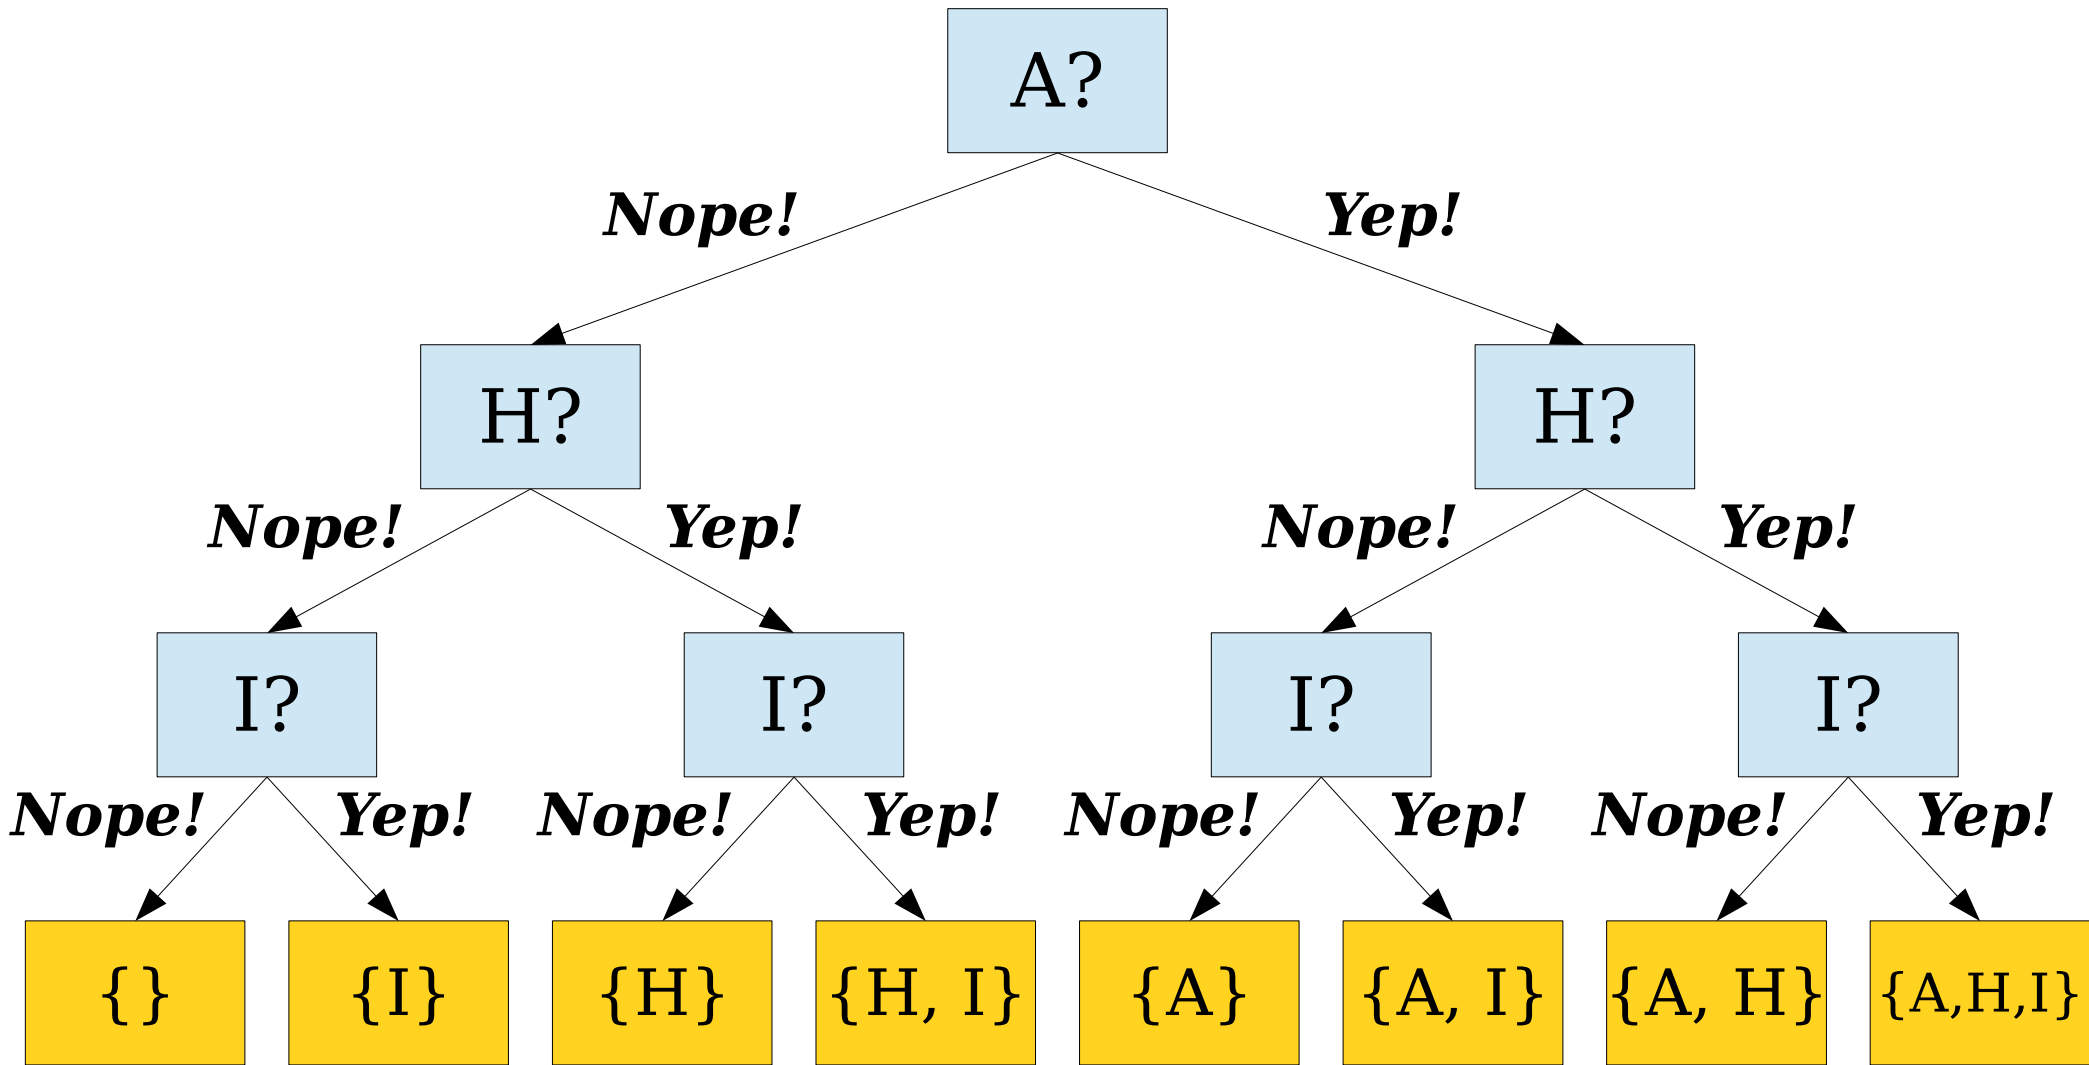 A?
Nope! Yep!
H? H?
Nope! Yep! Nope! Yep!
I? I? I? I?
Nope! Yep! Nope! Yep! Nope! Yep! Nope! Yep!
{} {I} {H} {H, I} {A} {A, I} {A, H} {A,H,I}